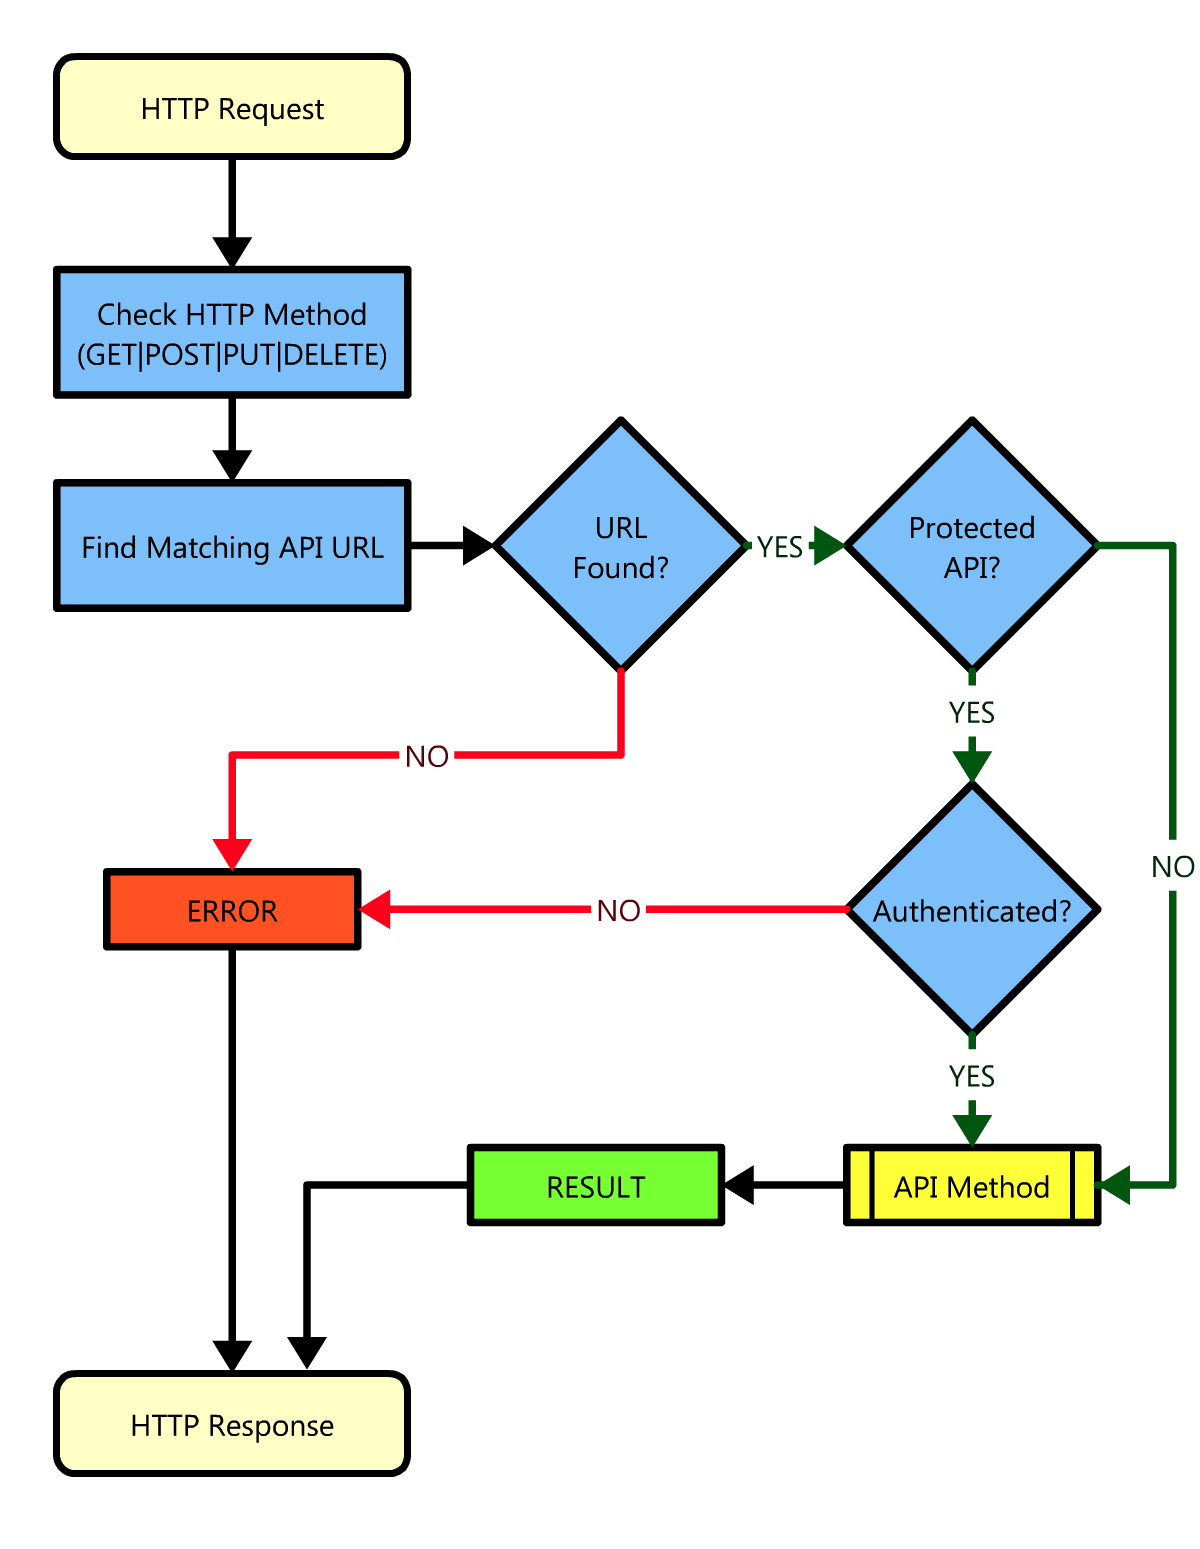 HTTP Request
Check HTTP Method
(GET|POST|PUT|DELETE)
Find Matching API URL
URL
Found?
YES
Protected
API?
YES
NO
NO
ERROR
NO
Authenticated?
YES
RESULT
API Method
HTTP Response